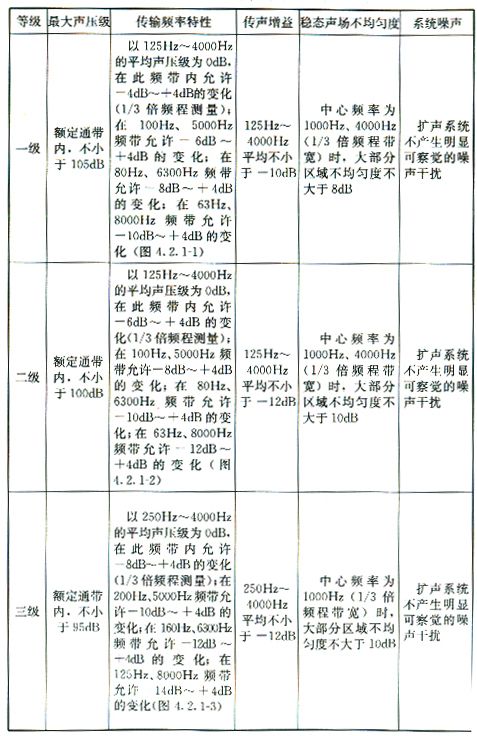 等级 最大声压级 传输频率特性 传声增益 稳态声场不均匀度 系统噪声
一级
额定通带
内，不小
于 105dB
以 125Hz～4000Hz
的平均声压级为 0dB，
在此频带内允许
－4dB～＋4dB的变化
(1/3 倍频程测量)；
在 100Hz、5000Hz
频带允许－6dB～
＋4dB 的变化；在
80Hz、6300Hz 频带
允许－8dB～＋4dB
的变化；在 63Hz、
8000Hz 频带允许
－10dB～＋4dB 的变
化 (图 4.2.1-1)
125Hz～
4000Hz
平均不小
于 －10dB
中心频率为
1000Hz、4000Hz
(1/3 倍频程带
宽) 时，大部分
区域不均匀度不
大于 8dB
扩声系统
不产生明显
可察觉的噪
声干扰
二级
额定通带
内，不小
于 100dB
以 125Hz～4000Hz
的平均声压级为 0dB，
在此频带内允许
－6dB～＋4dB 的变
化(1/3 倍频程测量)；
在 100Hz、5000Hz 频
带允许－8dB～＋4dB
的变化；在 80Hz、
6300Hz 频带允许
－10dB～＋4dB的变
化；在 63Hz、8000Hz
频带允许－12dB～
＋4dB 的变化 (图
4.2.1-2)
125Hz～
4000Hz
平均不小
于 －12dB
中心频率为
1000Hz、4000Hz
(1/3 倍频程带
宽) 时，大部分
区域不均匀度不
大于 10dB
扩声系统
不产生明显
可察觉的噪
声干扰
三级
额定通带
内，不小
于 95dB
以 250Hz～4000Hz
的平均声压级为 0dB，
在此频带内允许
－8dB～＋4dB的变化
(1/3 倍频程测量)；在
200Hz、5000Hz 频带允
许－10dB～＋4dB 的
变化；在 160Hz、6300Hz
频带允许－12dB～
＋4dB 的变化；在
125Hz、8000Hz 频带
允许 14dB～＋4dB
的变化(图 4.2.1-3)
250Hz～
4000Hz
平均不小
于 －12dB
中心频率为
1000Hz (1/3 倍
频程带宽) 时，
大部分区域不均
匀度不大于 10dB
扩声系统
不产生明显
可察觉的噪
声干扰